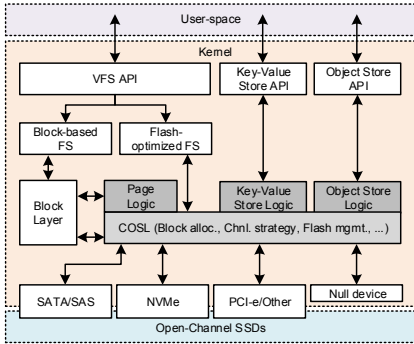 User-space
Kernel
VFS API
Key-Value
Store API
Object Store
API
Block-based
FS
Flash-
optimized FS
Block
Layer
Page
Logic
Key-Value
Store Logic
Object Store
Logic
COSL (Block alloc., Chnl. strategy, Flash mgmt., ...)
SATA/SAS
NVMe
PCI-e/Other
Null device
Open-Channel SSDs